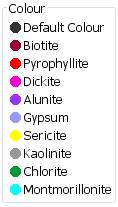 Colour
Default Colour
Biotite
Pyrophyllite
Dickite
Alunite
Gypsum
Sericite
Kaolinite
Chlorite
Montmorillonite